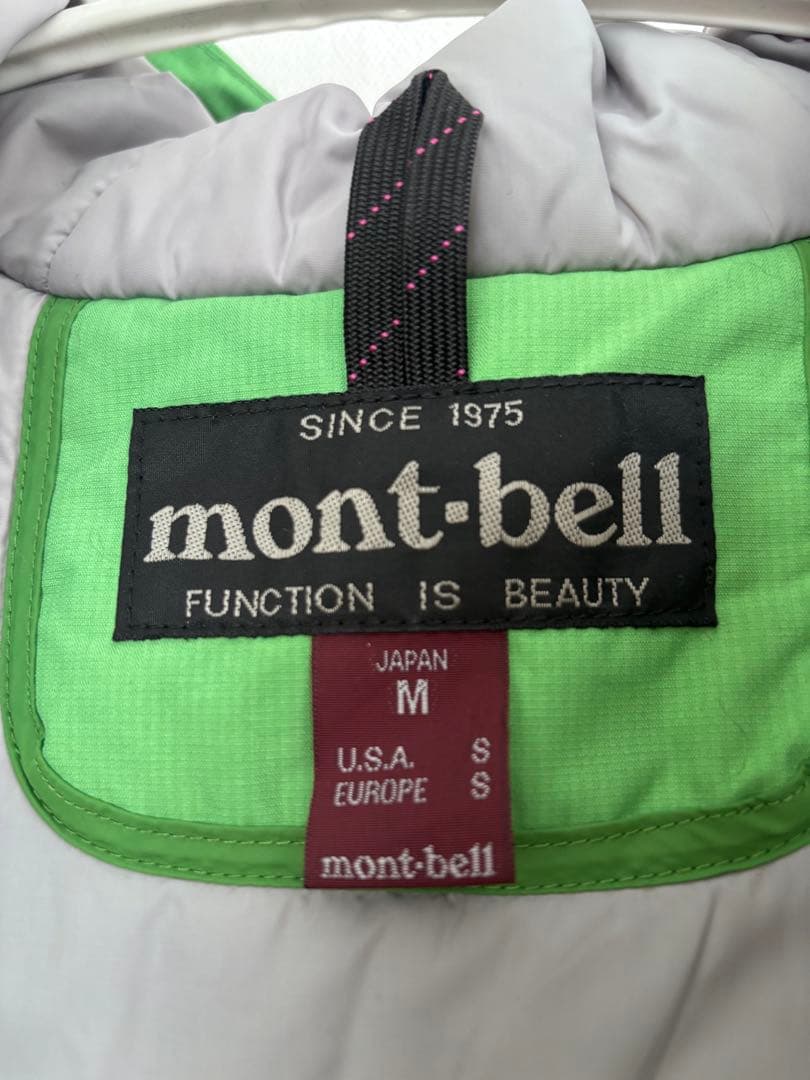 SINCE 1975
mont-bell
FUNCTION IS BEAUTY
JAPAN
M
U.S.A. S
EUROPE S
mont-bell